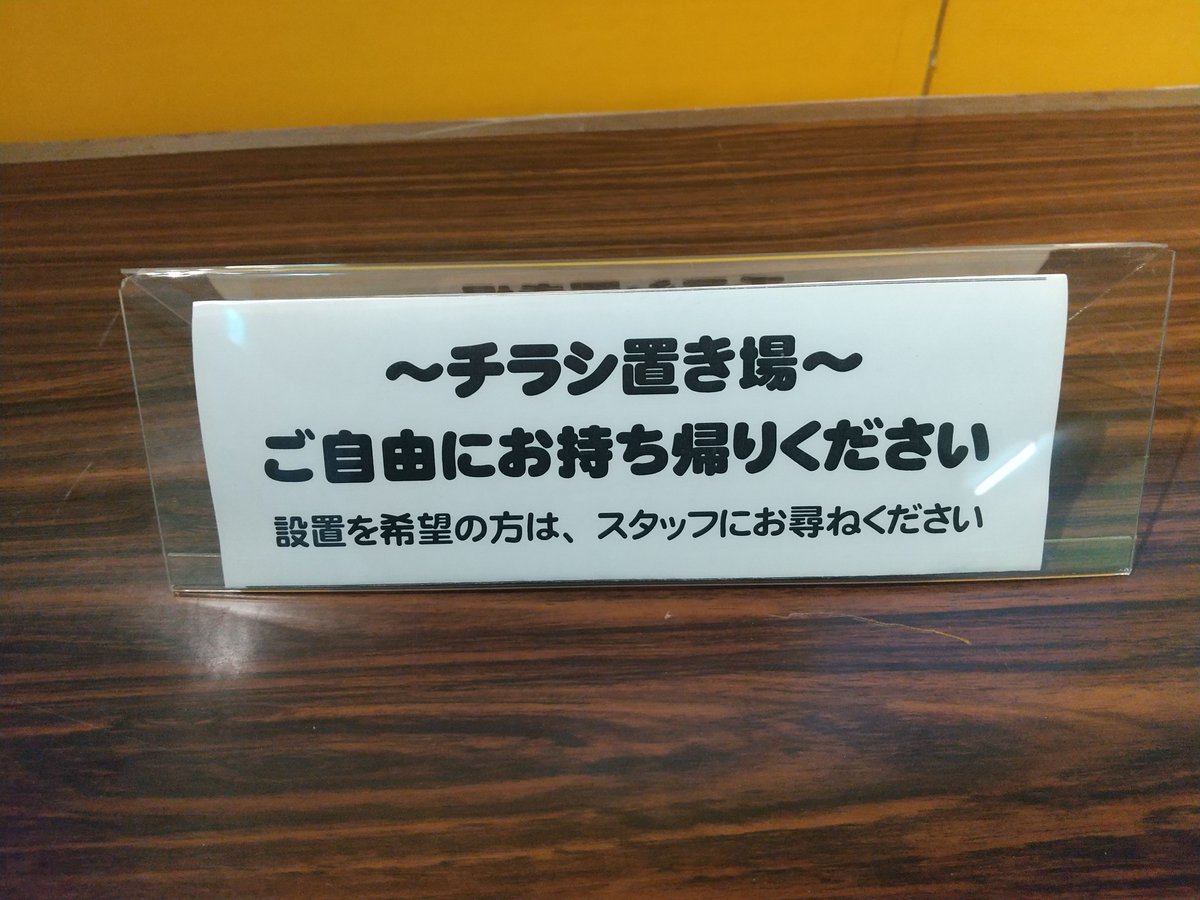 ～チラシ置き場～
ご自由にお持ち帰りください
設置を希望の方は、スタッフにお尋ねください